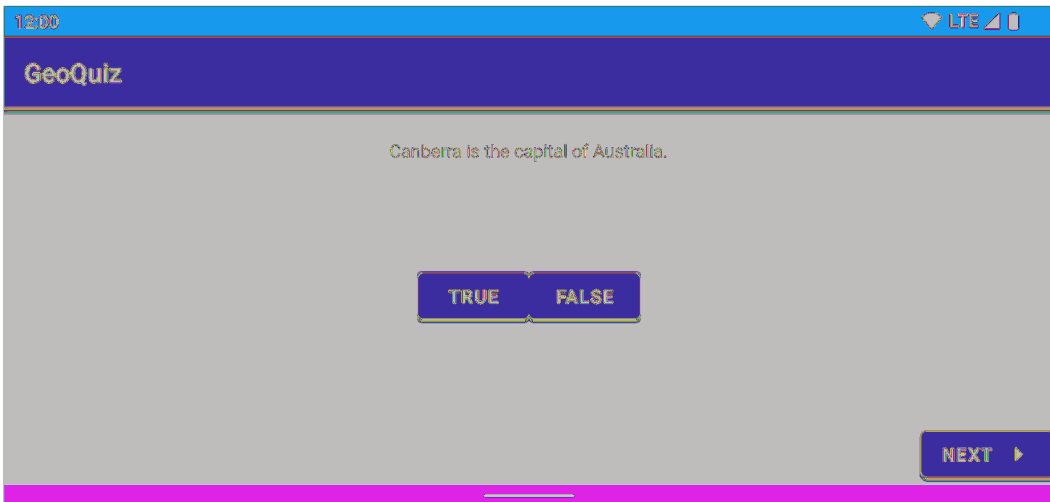 12:00 LTE
GeoQuiz
Canberra is the capital of Australia.
TRUE FALSE
NEXT